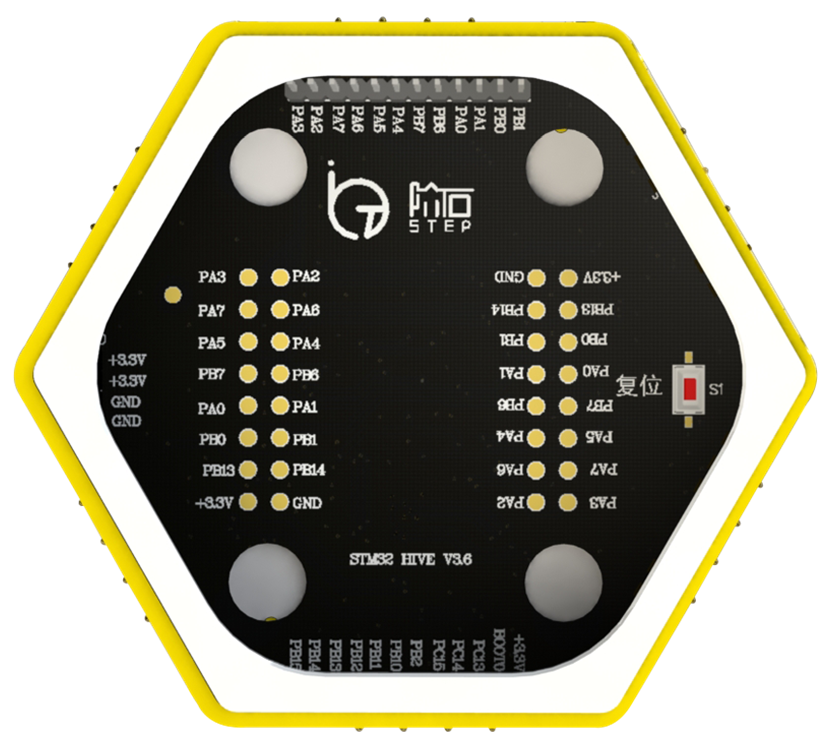 PA3 PA2 PA7 PA6 PA5 PA4 PB7 PB6 PA0 PA1 PB0 PB1
STEP
PA3 PA2
PA7 PA6
PA5 PA4
PB7 PB6
PA0 PA1
PB0 PB1
PB13 PB14
+3.3V GND
GND +3.3V
PB14 PB13
PB1 PB0
PA1 PA0
PB6 PB7
PA4 PA5
PA6 PA7
PA2 PA3
+3.3V
+3.3V
GND
GND
复位 S1
STM32 HIVE V3.6
PB15 PB14 PB13 PB12 PB11 PB10 PB2 PC15 PC14 PC13 BOOT0 +3.3V